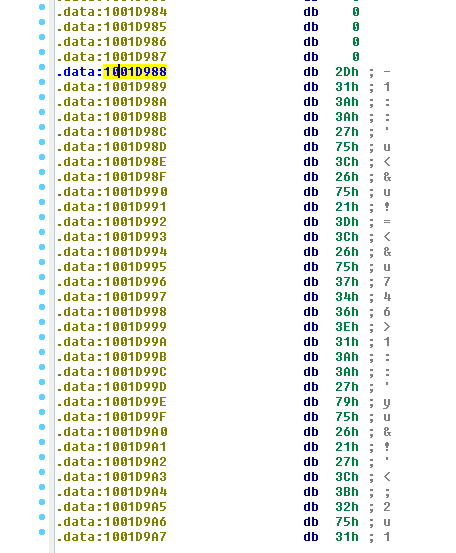 .data:1001D984 db 0
.data:1001D985 db 0
.data:1001D986 db 0
.data:1001D987 db 0
.data:1001D988 db 2Dh ; -
.data:1001D989 db 31h ; 1
.data:1001D98A db 3Ah ; :
.data:1001D98B db 3Ah ; :
.data:1001D98C db 27h ; '
.data:1001D98D db 75h ; u
.data:1001D98E db 3Ch ; <
.data:1001D98F db 26h ; &
.data:1001D990 db 75h ; u
.data:1001D991 db 21h ; !
.data:1001D992 db 3Dh ; =
.data:1001D993 db 3Ch ; <
.data:1001D994 db 26h ; &
.data:1001D995 db 75h ; u
.data:1001D996 db 37h ; 7
.data:1001D997 db 34h ; 4
.data:1001D998 db 36h ; 6
.data:1001D999 db 3Eh ; >
.data:1001D99A db 31h ; 1
.data:1001D99B db 3Ah ; :
.data:1001D99C db 3Ah ; :
.data:1001D99D db 27h ; '
.data:1001D99E db 79h ; y
.data:1001D99F db 75h ; u
.data:1001D9A0 db 26h ; &
.data:1001D9A1 db 21h ; !
.data:1001D9A2 db 27h ; '
.data:1001D9A3 db 3Ch ; <
.data:1001D9A4 db 3Bh ; ;
.data:1001D9A5 db 32h ; 2
.data:1001D9A6 db 75h ; u
.data:1001D9A7 db 31h ; 1